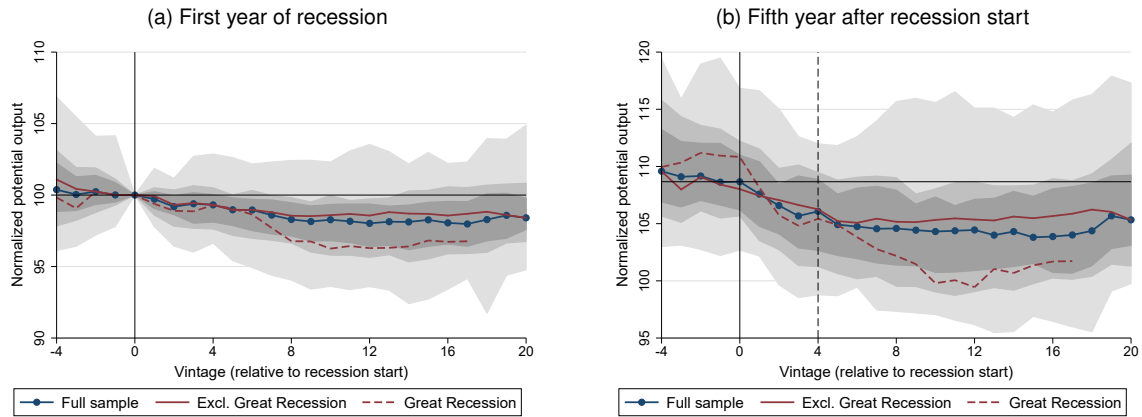 (a) First year of recession
Normalized potential output
110
105
100
95
90
-4 0 4 8 12 16 20
Vintage (relative to recession start)
Full sample Excl. Great Recession Great Recession
(b) Fifth year after recession start
Normalized potential output
120
115
110
105
100
95
-4 0 4 8 12 16 20
Vintage (relative to recession start)
Full sample Excl. Great Recession Great Recession